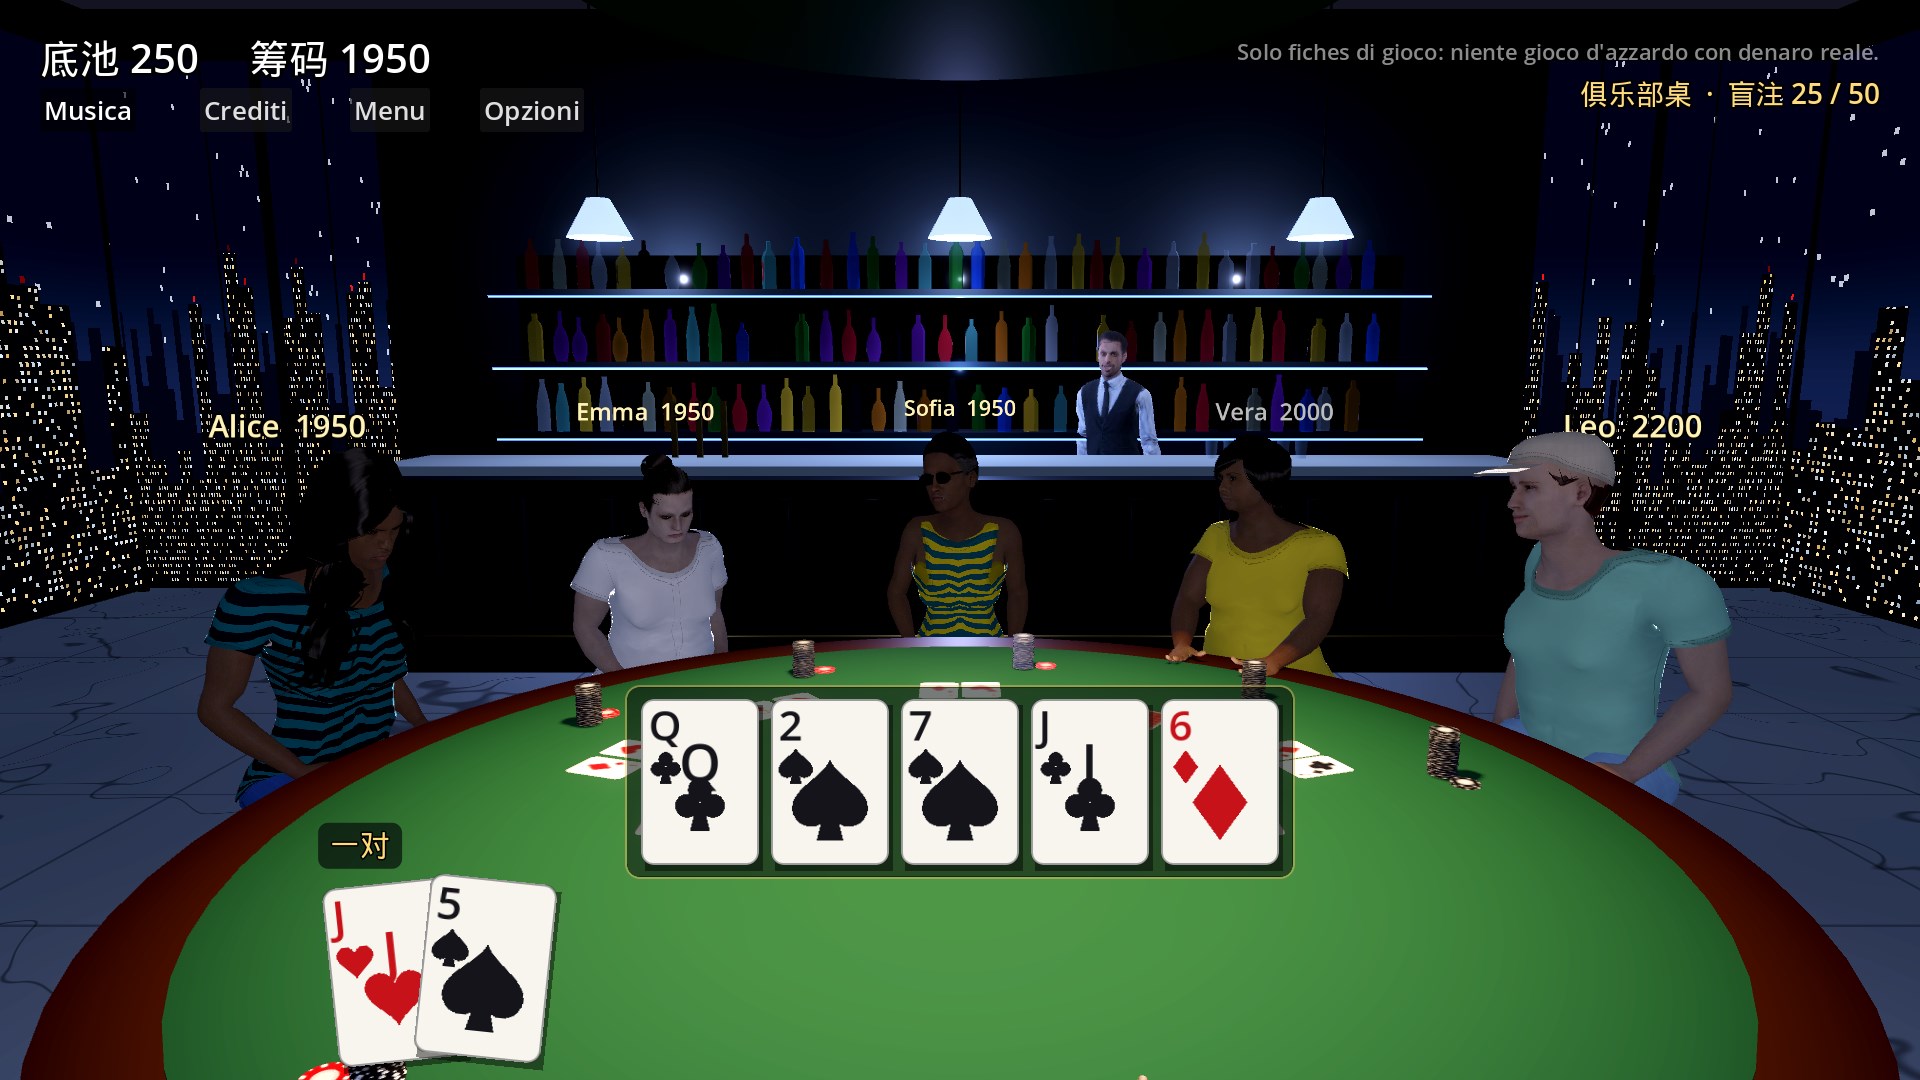 底池 250 筹码 1950
Solo fiches di gioco: niente gioco d'azzardo con denaro reale.
Musica Crediti Menu Opzioni
俱乐部桌 · 盲注 25 / 50
Alice 1950
Emma 1950
Sofia 1950
Vera 2000
Leo 2200
Q 2 7 J 6
Q J
一对
J 5
J